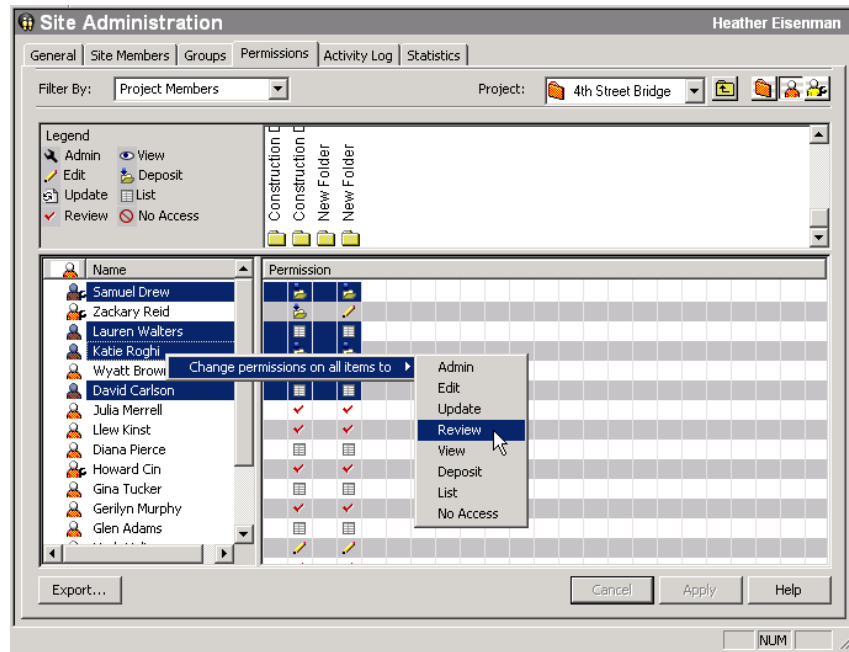 Site Administration Heather Eisenman
General Site Members Groups Permissions Activity Log Statistics
Filter By: Project Members Project: 4th Street Bridge
Legend
Admin View
Edit Deposit
Update List
Review No Access
Construction
Construction
New Folder
New Folder
Name Permission
Samuel Drew
Zackary Reid
Lauren Walters
Katie Roghi
Wyatt Change permissions on all items to
David Carlson
Julia Merrell
Llew Kinst
Diana Pierce
Howard Cin
Gina Tucker
Gerilyn Murphy
Glen Adams
Admin
Edit
Update
Review
View
Deposit
List
No Access
Export... Cancel Apply Help
NUM